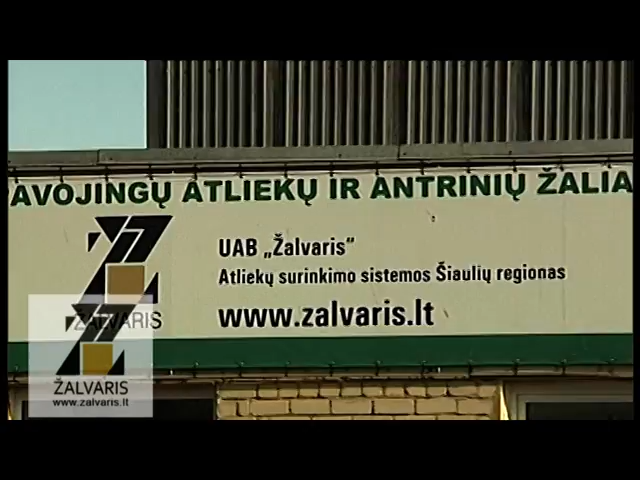 AVOJINGŲ ATLIEKŲ IR ANTRINIŲ ŽALIA
UAB „Žalvaris“
Atliekų surinkimo sistemos Šiaulių regionas
www.zalvaris.lt
ŽALVARIS
ŽALVARIS
www.zalvaris.lt